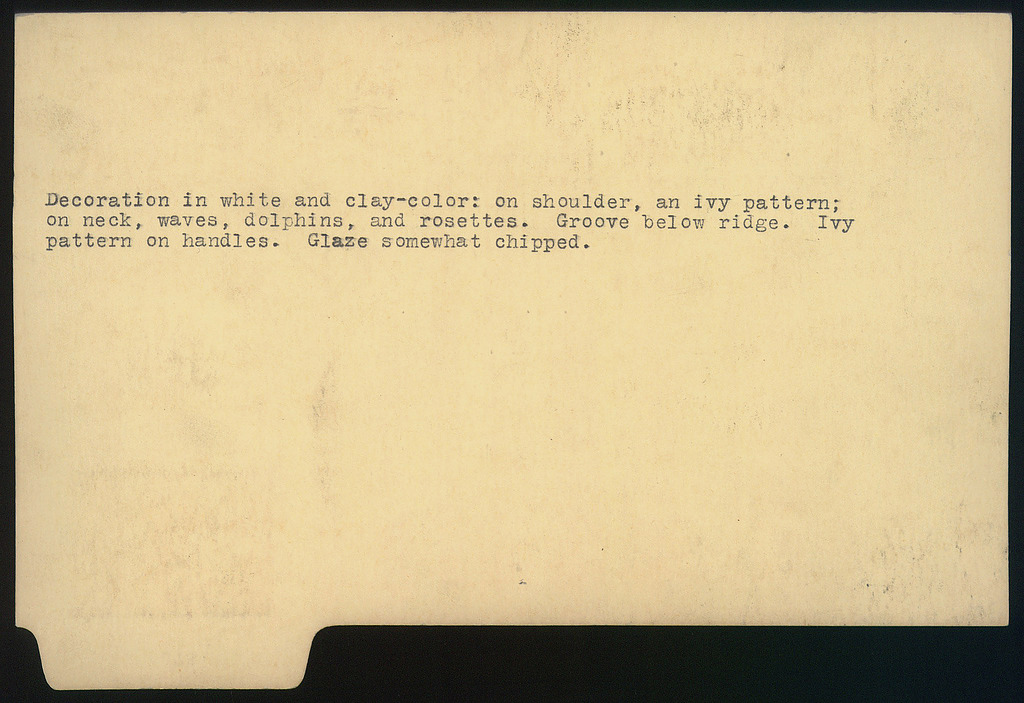 Decoration in white and clay-color: on shoulder, an ivy pattern;
on neck, waves, dolphins, and rosettes.  Groove below ridge.  Ivy
pattern on handles.  Glaze somewhat chipped.